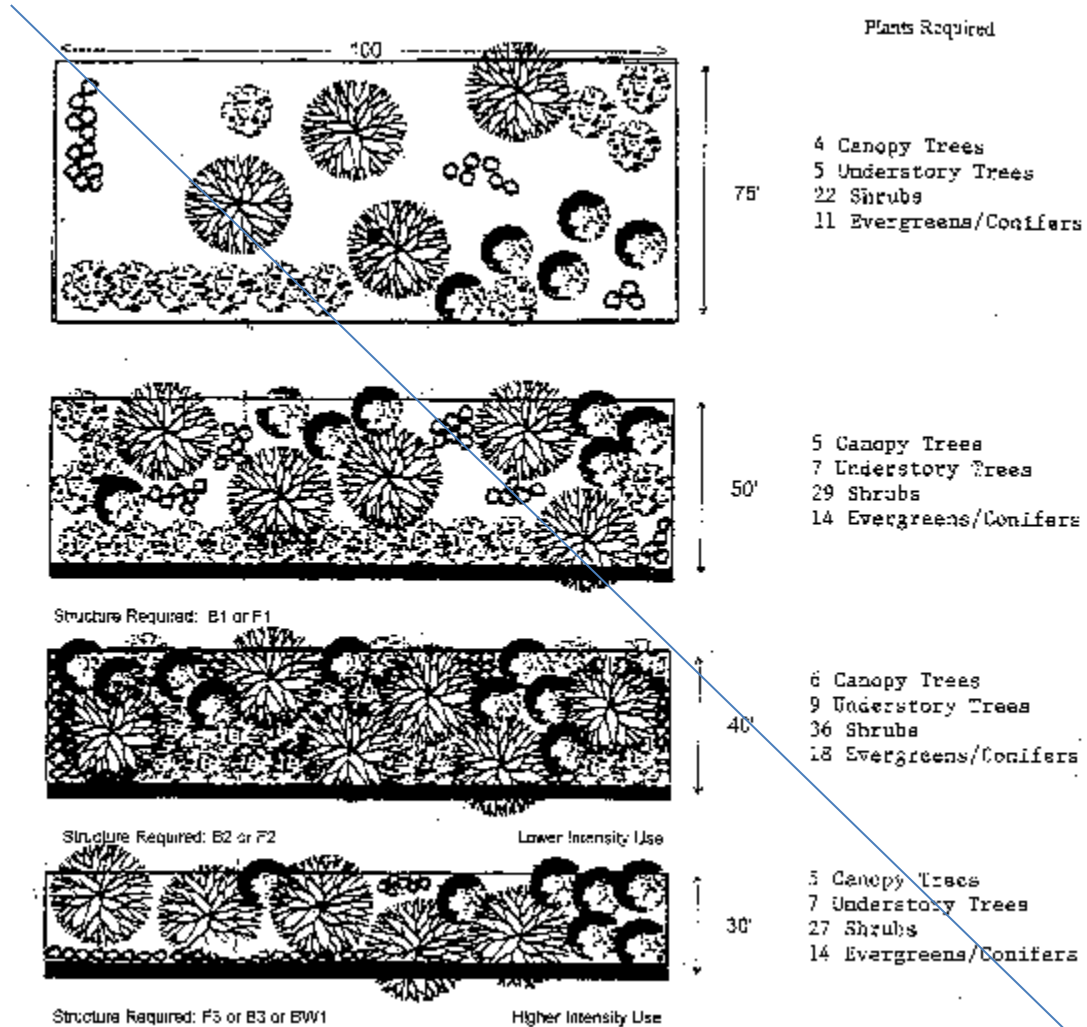 Plants Required
100
75'
4 Canopy Trees
5 Understory Trees
22 Shrubs
11 Evergreens/Conifers
50'
5 Canopy Trees
7 Understory Trees
29 Shrubs
14 Evergreens/Conifers
Structure Required: B1 or F1
40'
6 Canopy Trees
9 Understory Trees
36 Shrubs
18 Evergreens/Conifers
Structure Required: B2 or F2 Lower Intensity Use
30'
5 Canopy Trees
7 Understory Trees
27 Shrubs
14 Evergreens/Conifers
Structure Required: F3 or B3 or BW1 Higher Intensity Use